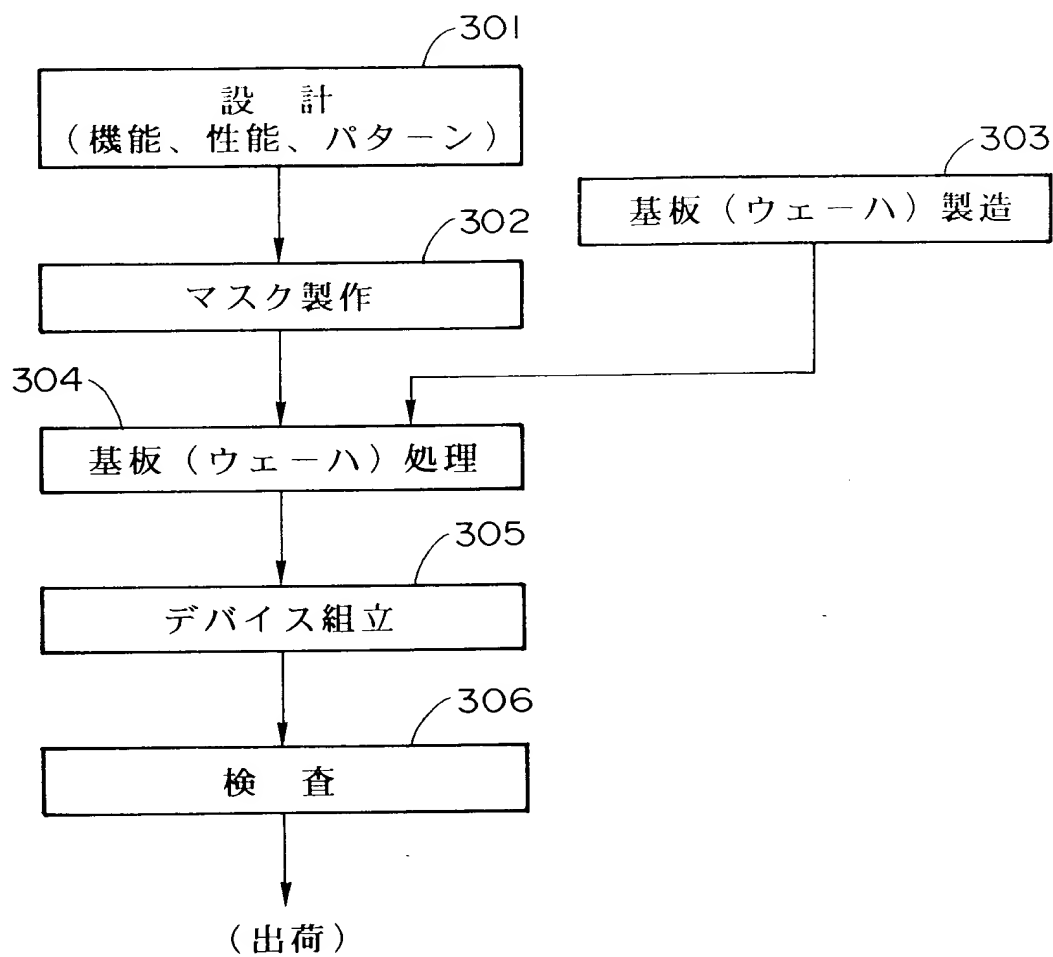 301
設 計
（機能、性能、パターン）
303
基板（ウェーハ）製造
302
マスク製作
304
基板（ウェーハ）処理
305
デバイス組立
306
検 査
（出荷）